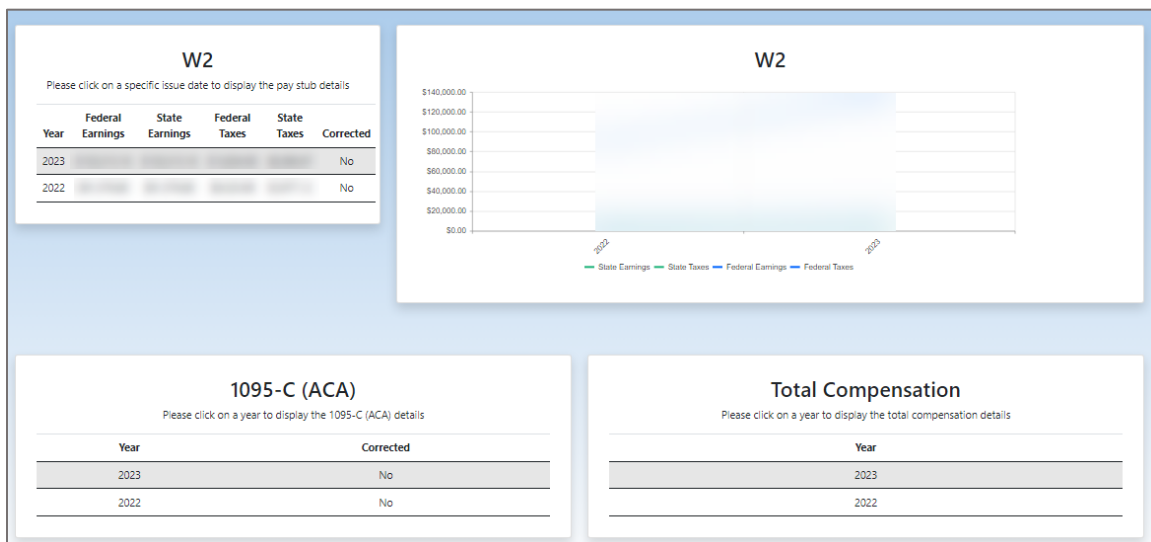 W2
Please click on a specific issue date to display the pay stub details
Year Federal Earnings State Earnings Federal Taxes State Taxes Corrected
2023 No
2022 No
W2
$140,000.00
$120,000.00
$100,000.00
$80,000.00
$60,000.00
$40,000.00
$20,000.00
$0.00
2022 2023
State Earnings State Taxes Federal Earnings Federal Taxes
1095-C (ACA)
Please click on a year to display the 1095-C (ACA) details
Year Corrected
2023 No
2022 No
Total Compensation
Please click on a year to display the total compensation details
Year
2023
2022